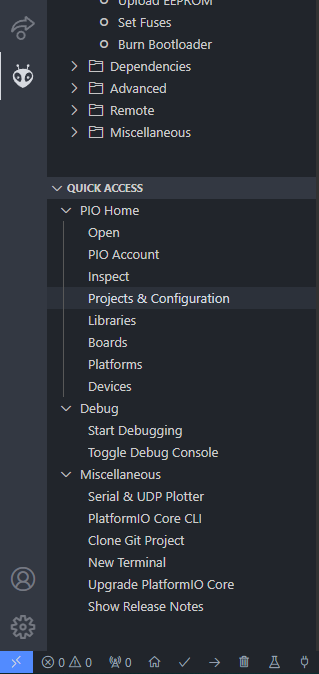 Upload EEPROM
Set Fuses
Burn Bootloader
Dependencies
Advanced
Remote
Miscellaneous
QUICK ACCESS
PIO Home
Open
PIO Account
Inspect
Projects & Configuration
Libraries
Boards
Platforms
Devices
Debug
Start Debugging
Toggle Debug Console
Miscellaneous
Serial & UDP Plotter
PlatformIO Core CLI
Clone Git Project
New Terminal
Upgrade PlatformIO Core
Show Release Notes
0 0 0